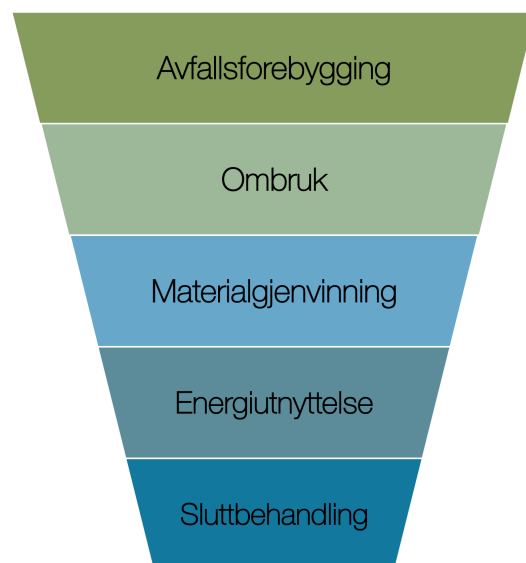 Avfallsforebygging
Ombruk
Materialgjenvinning
Energiutnyttelse
Sluttbehandling